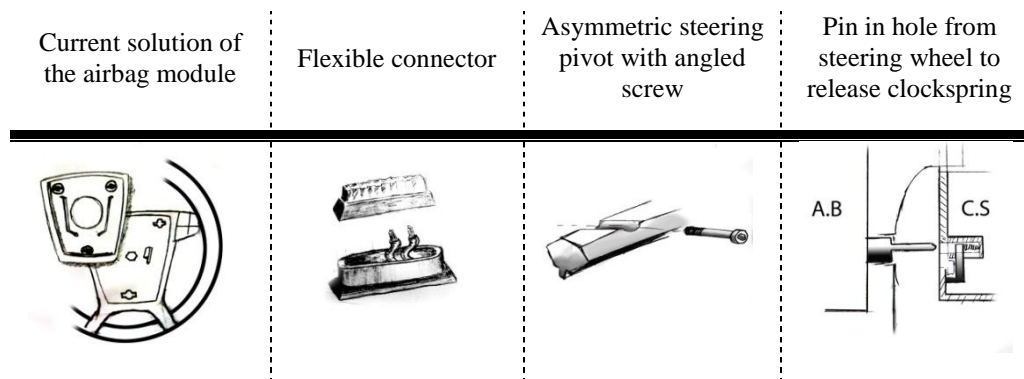 Current solution of
the airbag module
Flexible connector
Asymmetric steering
pivot with angled
screw
Pin in hole from
steering wheel to
release clockspring
A.B
C.S